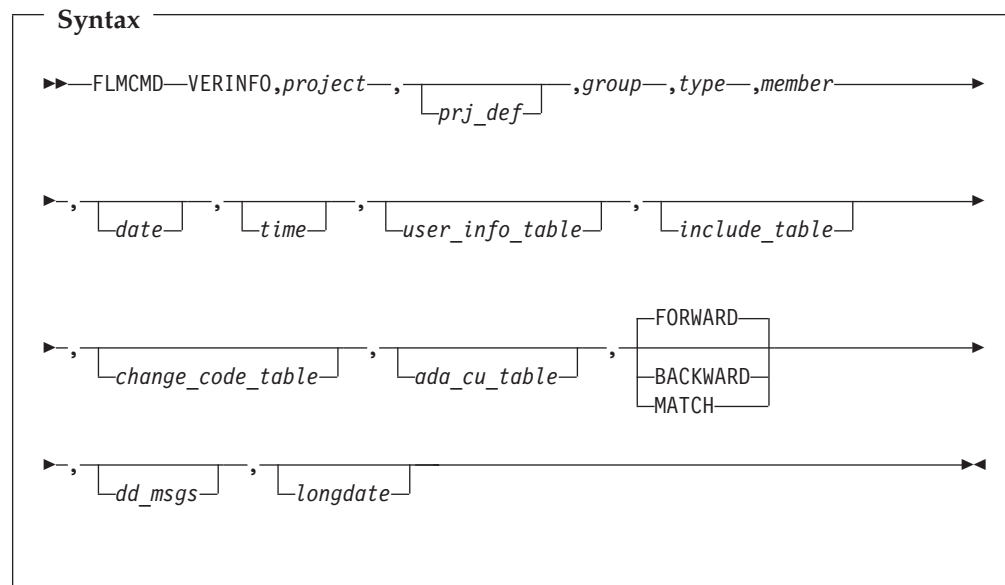 Syntax
FLMCMD VERINFO,project , ,group ,type ,member
prj_def
, , , ,
date time user_info_table include_table
FORWARD
, , ,
change_code_table ada_cu_table BACKWARD
MATCH
, ,
dd_msgs longdate